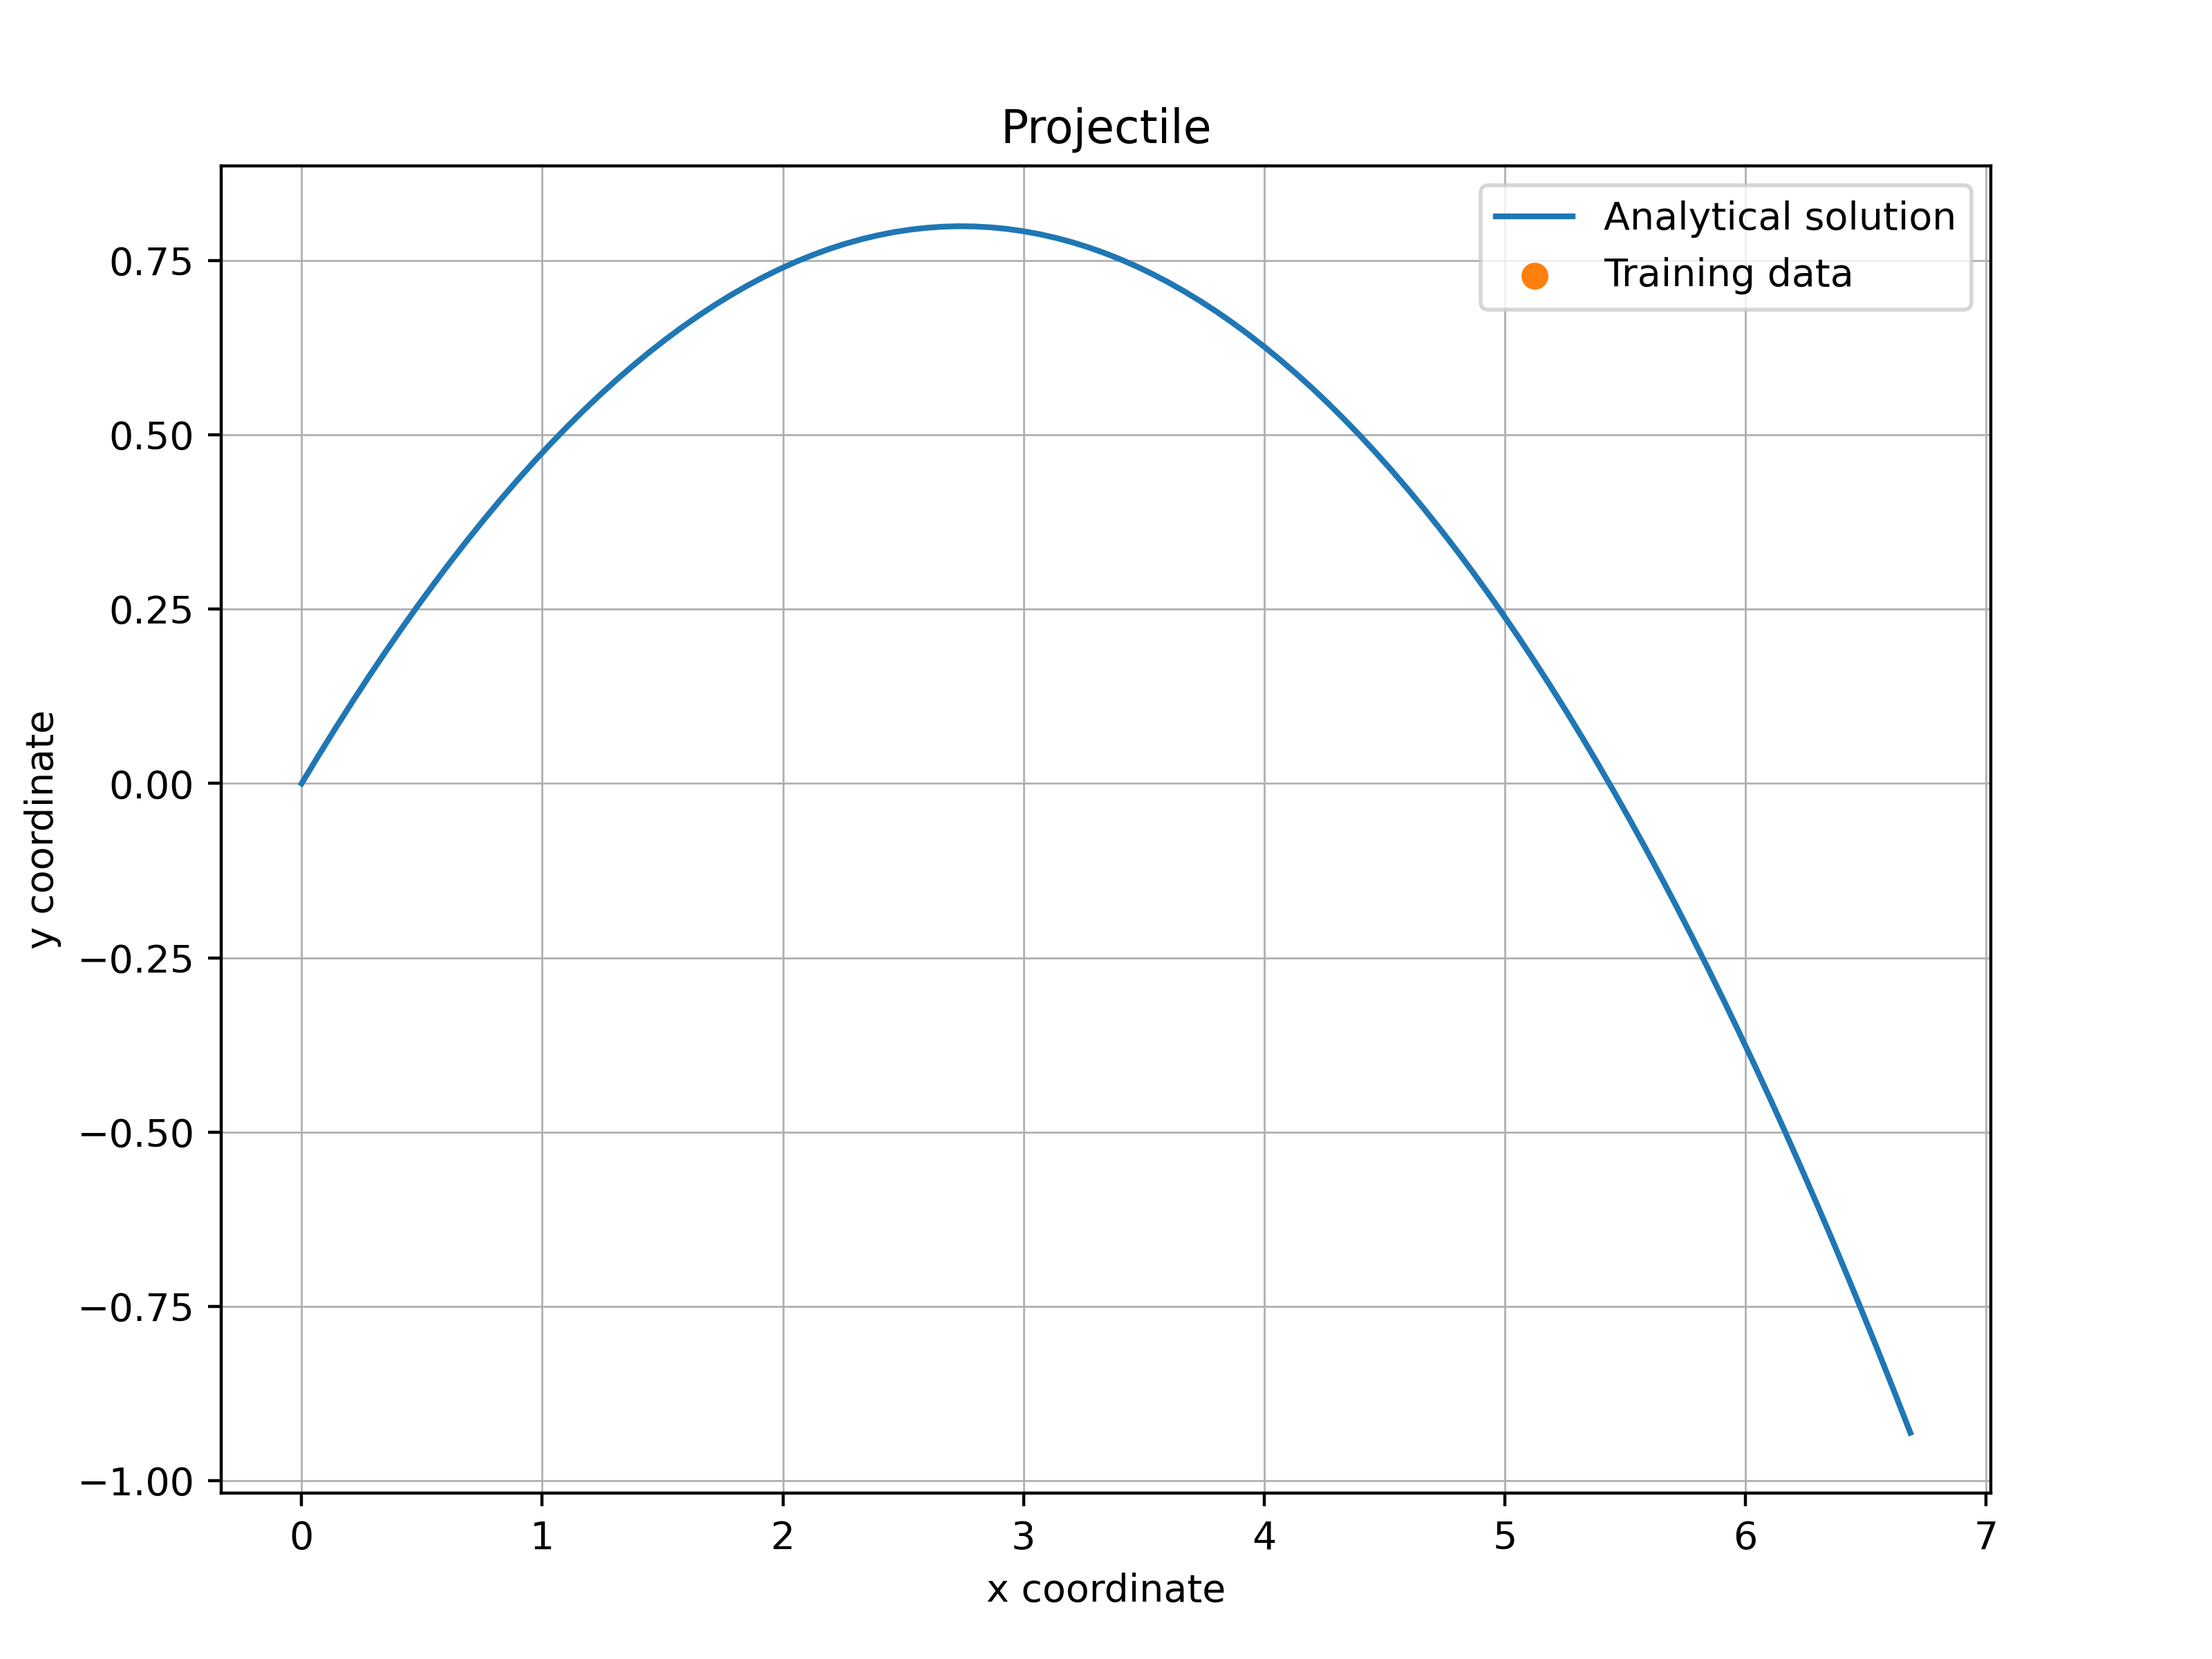 Projectile
Analytical solution
Training data
0.75
0.50
0.25
0.00
−0.25
−0.50
−0.75
−1.00
y coordinate
0 1 2 3 4 5 6 7
x coordinate